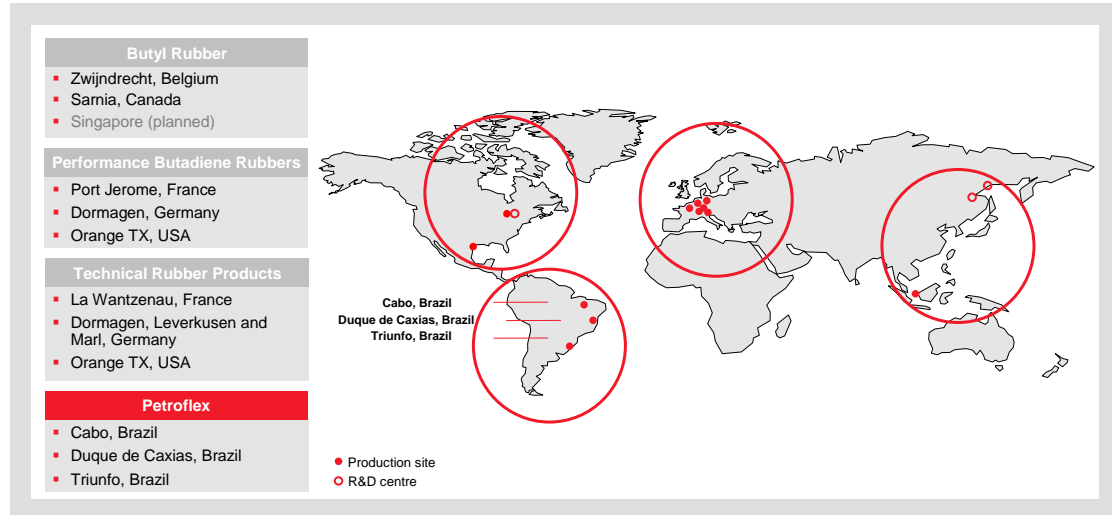 Butyl Rubber
Zwijndrecht, Belgium
Sarnia, Canada
Singapore (planned)
Performance Butadiene Rubbers
Port Jerome, France
Dormagen, Germany
Orange TX, USA
Technical Rubber Products
La Wantzenau, France
Dormagen, Leverkusen and
Marl, Germany
Orange TX, USA
Petroflex
Cabo, Brazil
Duque de Caxias, Brazil
Triunfo, Brazil
Cabo, Brazil
Duque de Caxias, Brazil
Triunfo, Brazil
Production site
R&D centre